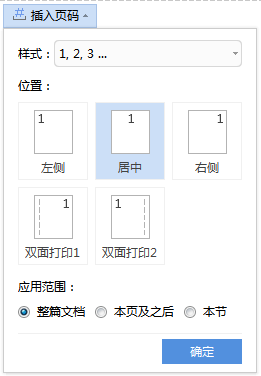 插入页码
样式：1, 2, 3 ...
位置：
1 1 1
左侧 居中 右侧
1 1
双面打印1 双面打印2
应用范围：
整篇文档 本页及之后 本节
确定